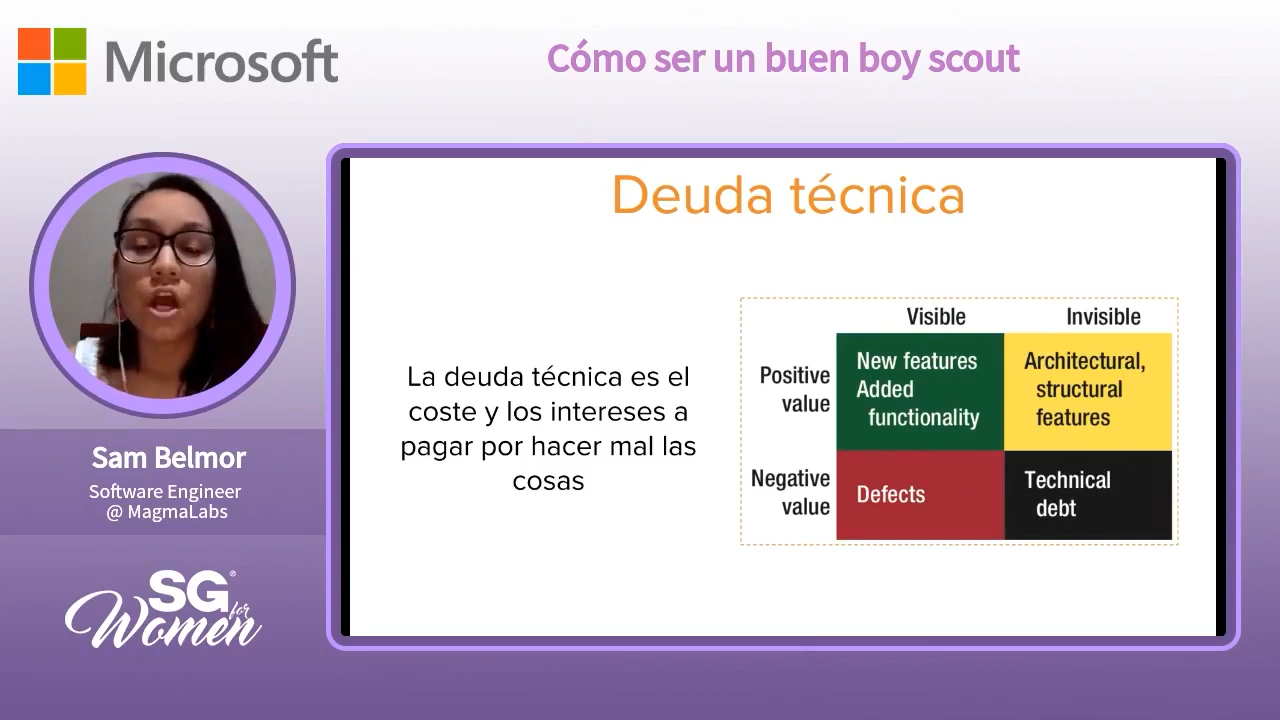 Microsoft
Cómo ser un buen boy scout
Sam Belmor
Software Engineer
@ MagmaLabs
SG®
for
Women
Deuda técnica
La deuda técnica es el
coste y los intereses a
pagar por hacer mal las
cosas
Visible
Invisible
Positive
value
New features
Added
functionality
Architectural,
structural
features
Negative
value
Defects
Technical
debt